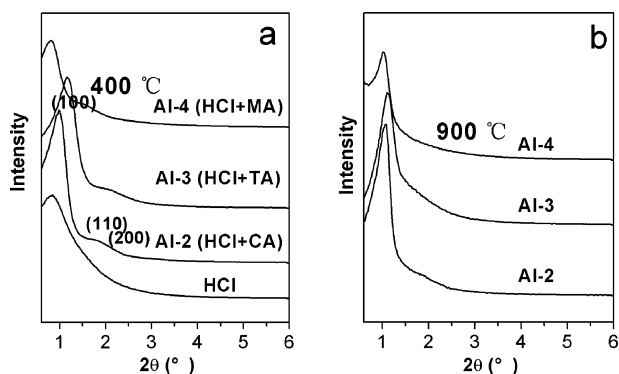 a
400 ℃
(100)
Al-4 (HCl+MA)
Al-3 (HCl+TA)
(110)
(200)
Al-2 (HCl+CA)
HCl
Intensity
1 2 3 4 5 6
2θ (°)
b
900 ℃
Al-4
Al-3
Al-2
Intensity
1 2 3 4 5 6
2θ (°)